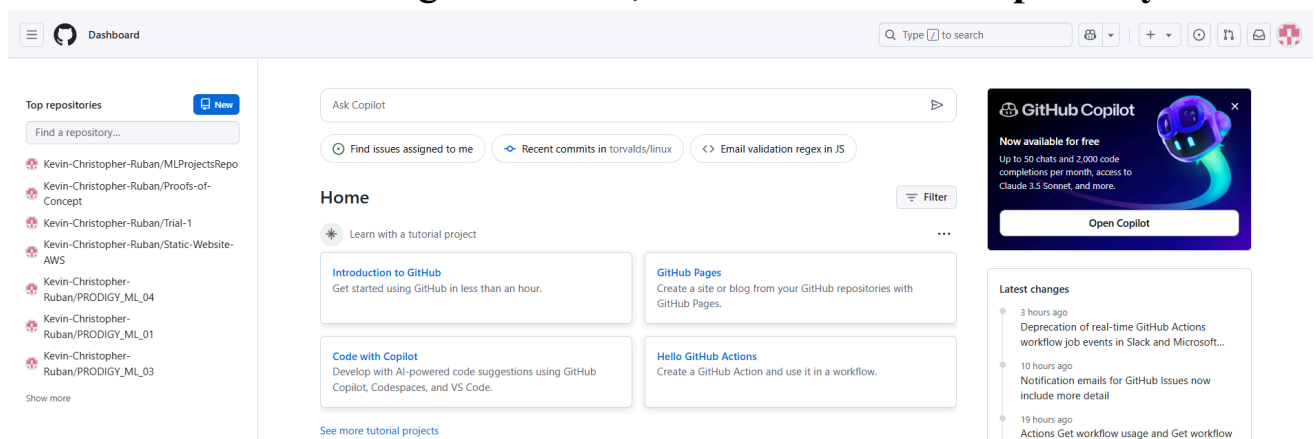 Dashboard
Type / to search
Top repositories
New
Find a repository...
Kevin-Christopher-Ruban/MLProjectsRepo
Kevin-Christopher-Ruban/Proofs-of-
Concept
Kevin-Christopher-Ruban/Trial-1
Kevin-Christopher-Ruban/Static-Website-
AWS
Kevin-Christopher-
Ruban/PRODIGY_ML_04
Kevin-Christopher-
Ruban/PRODIGY_ML_01
Kevin-Christopher-
Ruban/PRODIGY_ML_03
Show more
Ask Copilot
Find issues assigned to me
Recent commits in torvalds/linux
Email validation regex in JS
Home
Filter
Learn with a tutorial project
Introduction to GitHub
Get started using GitHub in less than an hour.
GitHub Pages
Create a site or blog from your GitHub repositories with
GitHub Pages.
Code with Copilot
Develop with AI-powered code suggestions using GitHub
Copilot, Codespaces, and VS Code.
Hello GitHub Actions
Create a GitHub Action and use it in a workflow.
See more tutorial projects
GitHub Copilot
Now available for free
Up to 50 chats and 2,000 code
completions per month, access to
Claude 3.5 Sonnet, and more.
Open Copilot
Latest changes
3 hours ago
Deprecation of real-time GitHub Actions
workflow job events in Slack and Microsoft...
10 hours ago
Notification emails for GitHub Issues now
include more detail
19 hours ago
Actions Get workflow usage and Get workflow